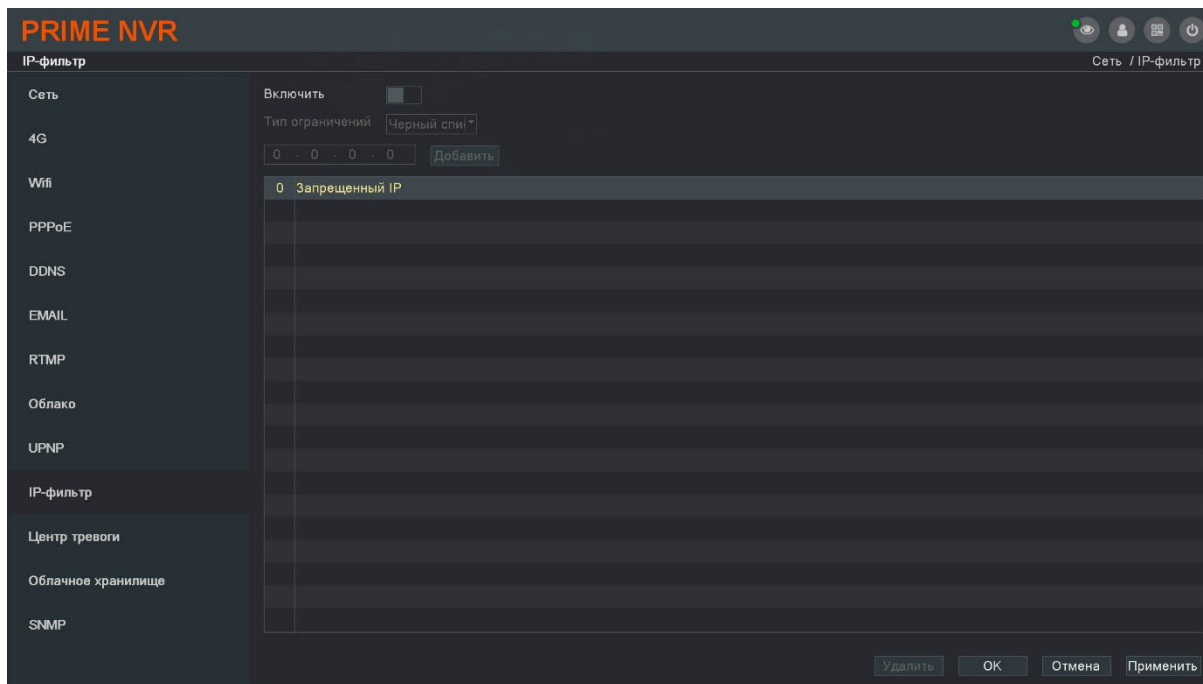 PRIME NVR
IP-фильтр
Сеть / IP-фильтр
Сеть
4G
Wifi
PPPoE
DDNS
EMAIL
RTMP
Облако
UPNP
IP-фильтр
Центр тревоги
Облачное хранилище
SNMP
Включить
Тип ограничений Черный спи
0 . 0 . 0 . 0 Добавить
0 Запрещенный IP
Удалить OK Отмена Применить